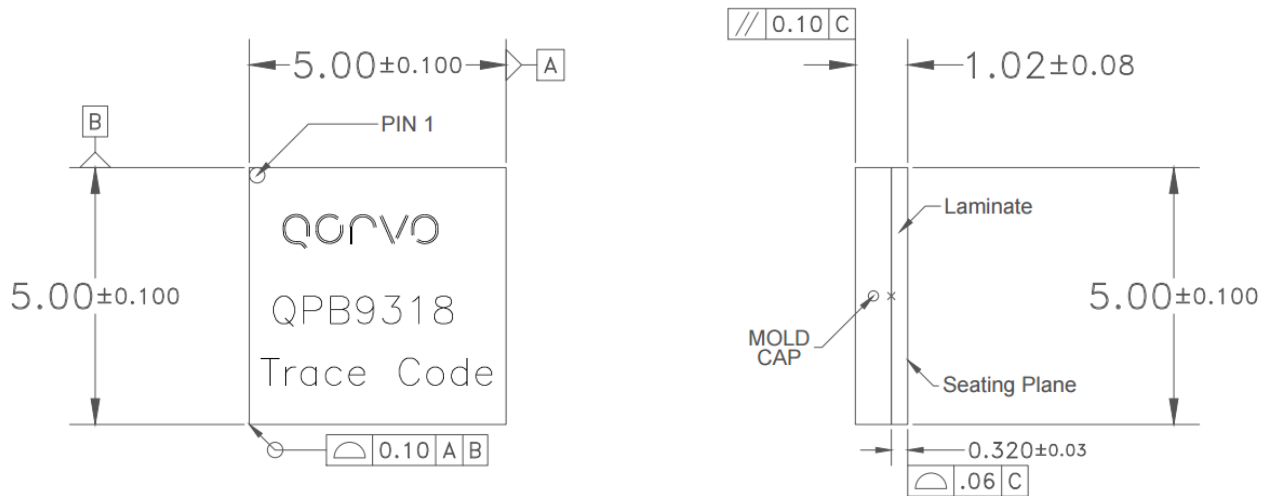 5.00±0.100
A
B
PIN 1
qorvo
QPB9318
Trace Code
5.00±0.100
0.10 A B
// 0.10 C
1.02±0.08
Laminate
5.00±0.100
MOLD
CAP
Seating Plane
0.320±0.03
.06 C